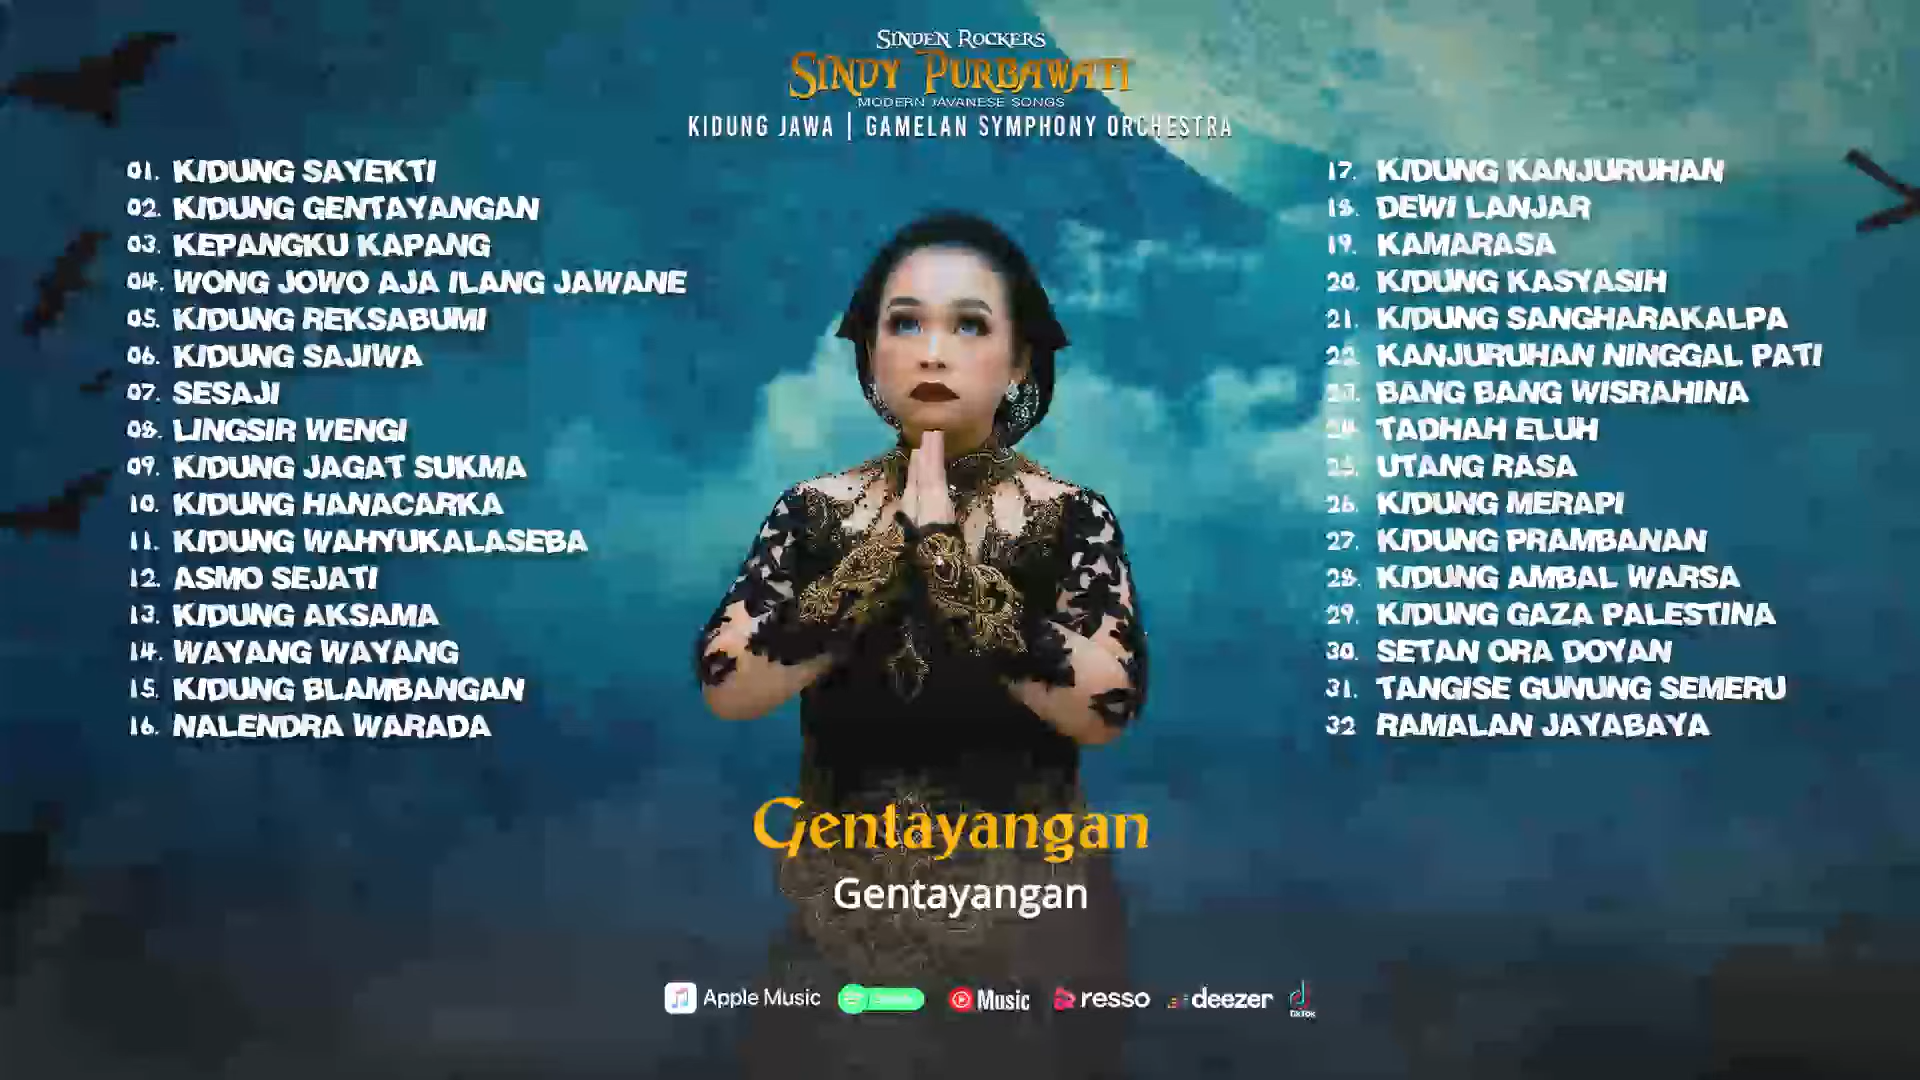 SINDEN ROCKERS
SINDY PURBAWATI
MODERN JAVANESE SONGS
KIDUNG JAWA | GAMELAN SYMPHONY ORCHESTRA
01. KIDUNG SAYEKTI
02. KIDUNG GENTAYANGAN
03. KEPANGKU KAPANG
04. WONG JOWO AJA ILANG JAWANE
05. KIDUNG REKSABUMI
06. KIDUNG SAJIWA
07. SESAJI
08. LINGSIR WENGI
09. KIDUNG JAGAT SUKMA
10. KIDUNG HANACARKA
11. KIDUNG WAHYUKALASEBA
12. ASMO SEJATI
13. KIDUNG AKSAMA
14. WAYANG WAYANG
15. KIDUNG BLAMBANGAN
16. NALENDRA WARADA
17. KIDUNG KANJURUHAN
18. DEWI LANJAR
19. KAMARASA
20. KIDUNG KASYASIH
21. KIDUNG SANGHARAKALPA
22. KANJURUHAN NINGGAL PATI
23. BANG BANG WISRAHINA
24. TADHAH ELUH
25. UTANG RASA
26. KIDUNG MERAPI
27. KIDUNG PRAMBANAN
28. KIDUNG AMBAL WARSA
29. KIDUNG GAZA PALESTINA
30. SETAN ORA DOYAN
31. TANGISE GUNUNG SEMERU
32 RAMALAN JAYABAYA
Gentayangan
Gentayangan
Apple Music
Music
resso
deezer
TikTok